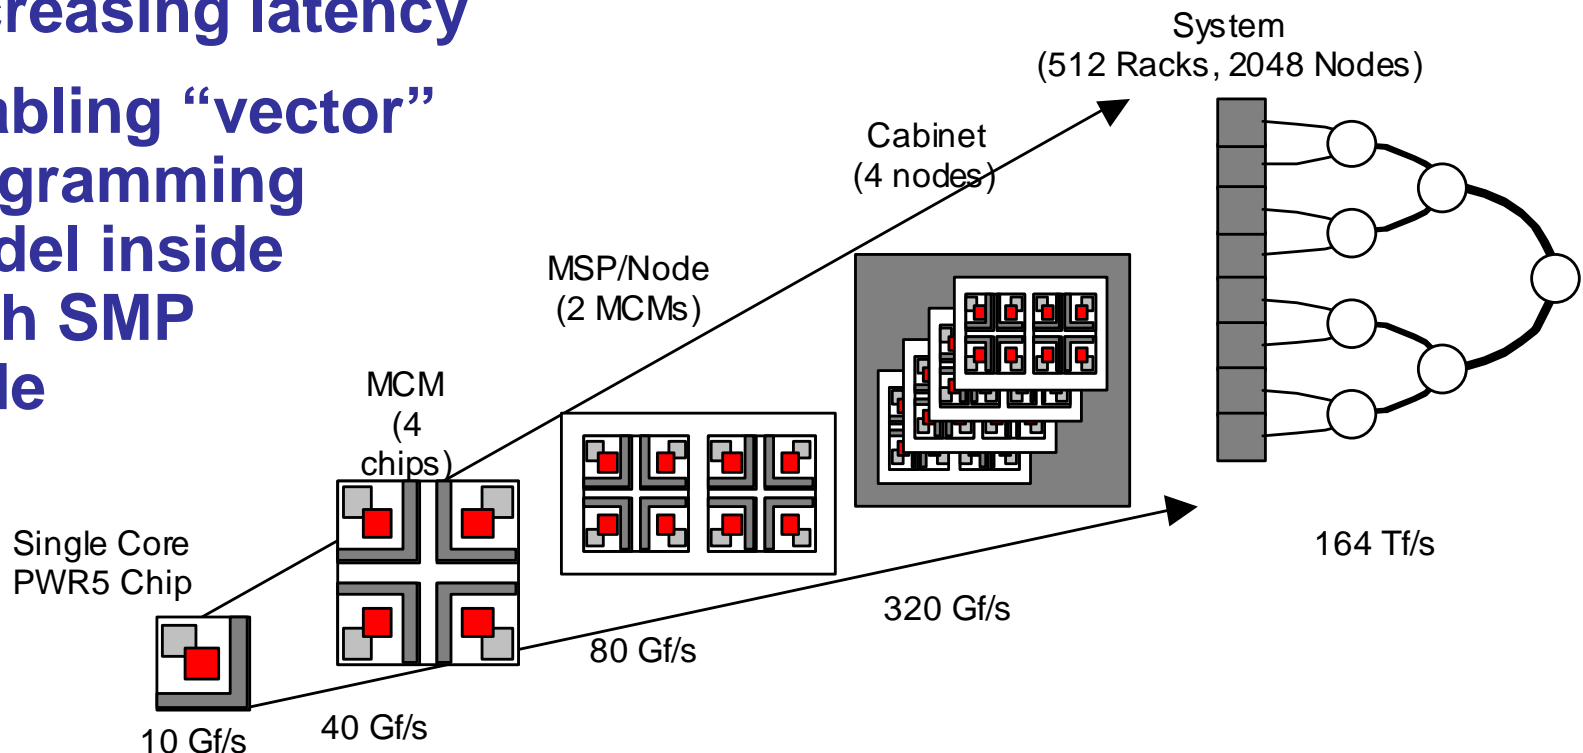 creasing latency
abling “vector”
gramming
del inside
h SMP
le
System
(512 Racks, 2048 Nodes)
Cabinet
(4 nodes)
MSP/Node
(2 MCMs)
MCM
(4
chips)
Single Core
PWR5 Chip
10 Gf/s
40 Gf/s
80 Gf/s
320 Gf/s
164 Tf/s